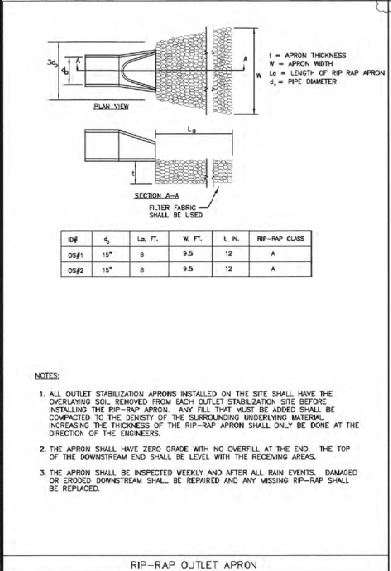 3d₀
d₀
A
A
W
PLAN VIEW
t = APRON THICKNESS
W = APRON WIDTH
La = LENGTH OF RIP RAP APRON
d₀ = PIPE DIAMETER
La
t
SECTION A—A
FILTER FABRIC
SHALL BE USED
ID# d₀ La, FT. W, FT. t, IN. RIP-RAP CLASS
OS#1 15" 8 9.5 12 A
OS#2 15" 8 9.5 12 A
NOTES:
1. ALL OUTLET STABILIZATION APRONS INSTALLED ON THE SITE SHALL HAVE THE
OVERLAYING SOIL REMOVED FROM EACH OUTLET STABILIZATION SITE BEFORE
INSTALLING THE RIP-RAP APRON. ANY FILL THAT MUST BE ADDED SHALL BE
COMPACTED TO THE DENISTY OF THE SURROUNDING UNDERLYING MATERIAL.
INCREASING THE THICKNESS OF THE RIP-RAP APRON SHALL ONLY BE DONE AT THE
DIRECTION OF THE ENGINEERS.
2. THE APRON SHALL HAVE ZERO GRADE WITH NO OVERFILL AT THE END. THE TOP
OF THE DOWNSTREAM END SHALL BE LEVEL WITH THE RECEIVING AREAS.
3. THE APRON SHALL BE INSPECTED WEEKLY AND AFTER ALL RAIN EVENTS. DAMAGED
OR ERODED DOWNSTREAM SHALL BE REPAIRED AND ANY MISSING RIP-RAP SHALL
BE REPLACED.
RIP-RAP OUTLET APRON